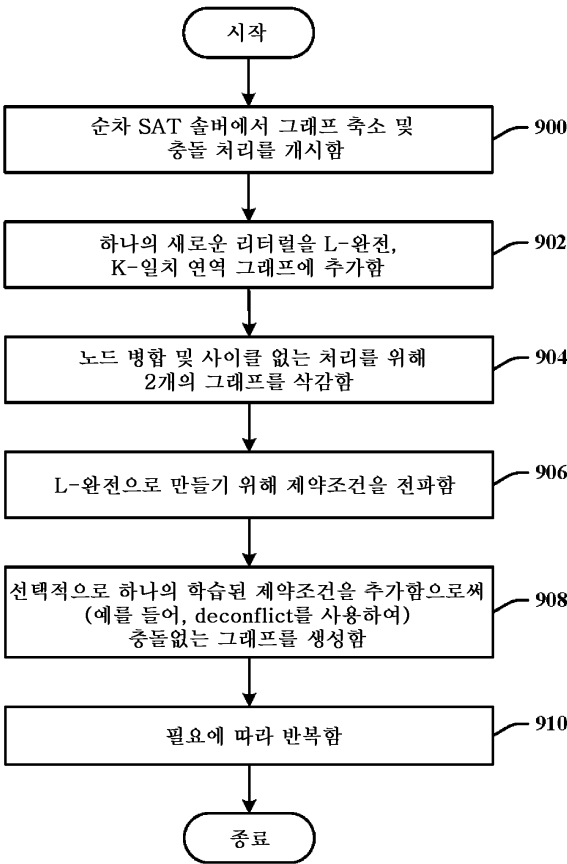 시작
순차 SAT 솔버에서 그래프 축소 및
충돌 처리를 개시함
900
하나의 새로운 리터럴을 L-완전,
K-일치 연역 그래프에 추가함
902
노드 병합 및 사이클 없는 처리를 위해
2개의 그래프를 삭감함
904
L-완전으로 만들기 위해 제약조건을 전파함
906
선택적으로 하나의 학습된 제약조건을 추가함으로써
(예를 들어, deconflict를 사용하여)
충돌없는 그래프를 생성함
908
필요에 따라 반복함
910
종료